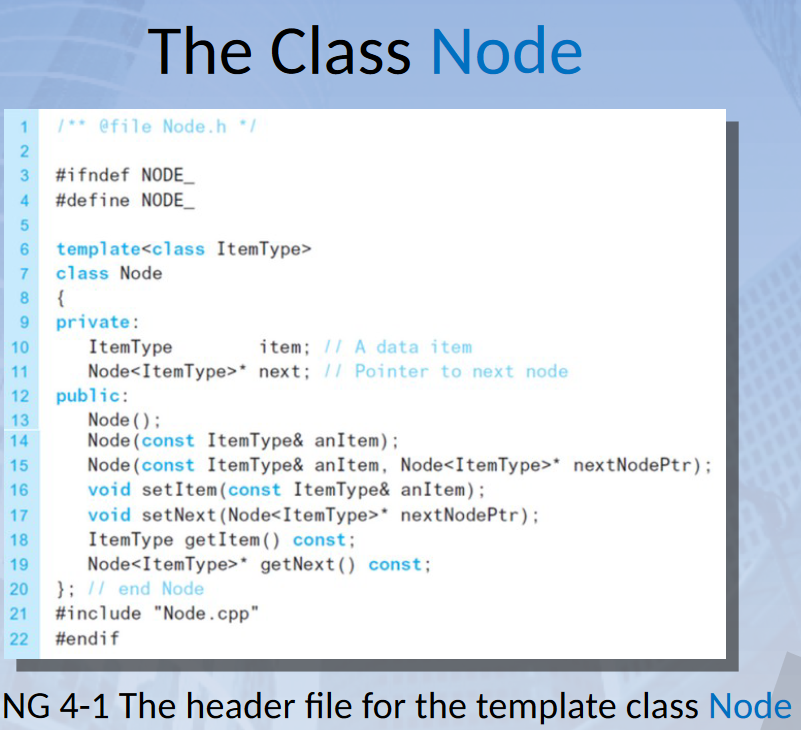 The Class Node
1 /** @file Node.h */
2
3 #ifndef NODE_
4 #define NODE_
5
6 template<class ItemType>
7 class Node
8 {
9 private:
10 ItemType item; // A data item
11 Node<ItemType>* next; // Pointer to next node
12 public:
13 Node();
14 Node(const ItemType& anItem);
15 Node(const ItemType& anItem, Node<ItemType>* nextNodePtr);
16 void setItem(const ItemType& anItem);
17 void setNext(Node<ItemType>* nextNodePtr);
18 ItemType getItem() const;
19 Node<ItemType>* getNext() const;
20 }; // end Node
21 #include "Node.cpp"
22 #endif
NG 4-1 The header file for the template class Node